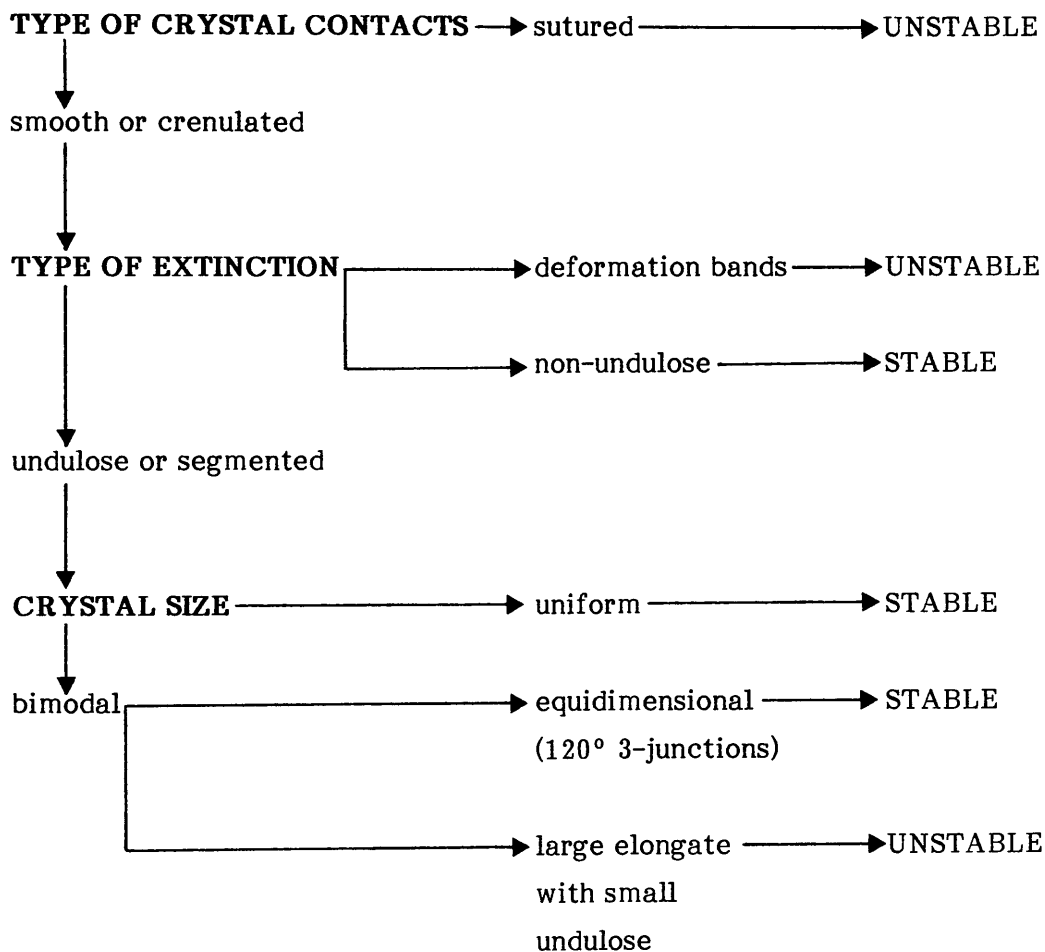 TYPE OF CRYSTAL CONTACTS sutured UNSTABLE
smooth or crenulated
TYPE OF EXTINCTION deformation bands UNSTABLE
non-undulose STABLE
undulose or segmented
CRYSTAL SIZE uniform STABLE
bimodal equidimensional STABLE
(120° 3-junctions)
large elongate UNSTABLE
with small
undulose